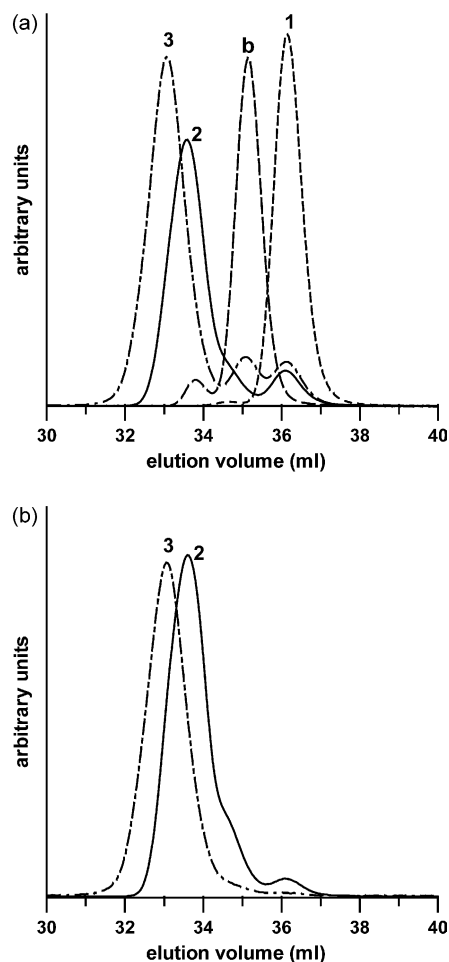 (a)
3
b
1
2
arbitrary units
30 32 34 36 38 40
elution volume (ml)
(b)
3
2
arbitrary units
30 32 34 36 38 40
elution volume (ml)